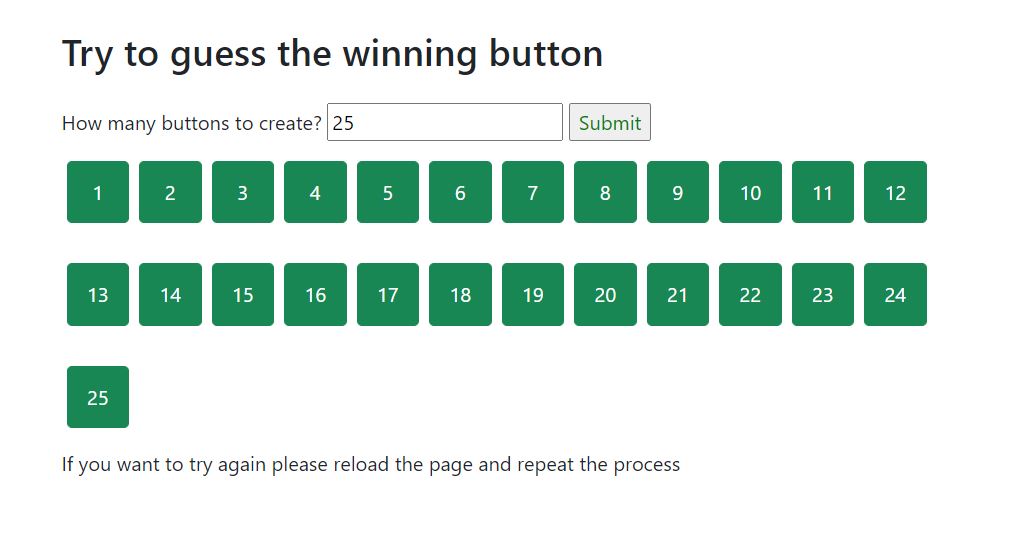 Try to guess the winning button
How many buttons to create? 25 Submit
1 2 3 4 5 6 7 8 9 10 11 12
13 14 15 16 17 18 19 20 21 22 23 24
25
If you want to try again please reload the page and repeat the process